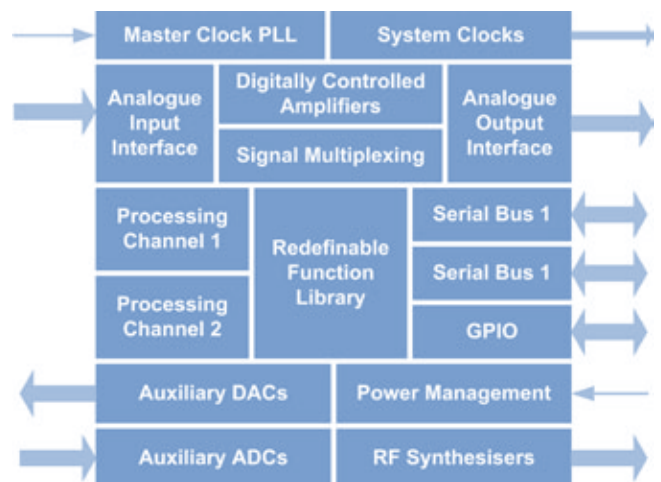 Master Clock PLL
System Clocks
Analogue
Input
Interface
Digitally Controlled
Amplifiers
Signal Multiplexing
Analogue
Output
Interface
Processing
Channel 1
Processing
Channel 2
Redefinable
Function
Library
Serial Bus 1
Serial Bus 1
GPIO
Auxiliary DACs
Power Management
Auxiliary ADCs
RF Synthesisers